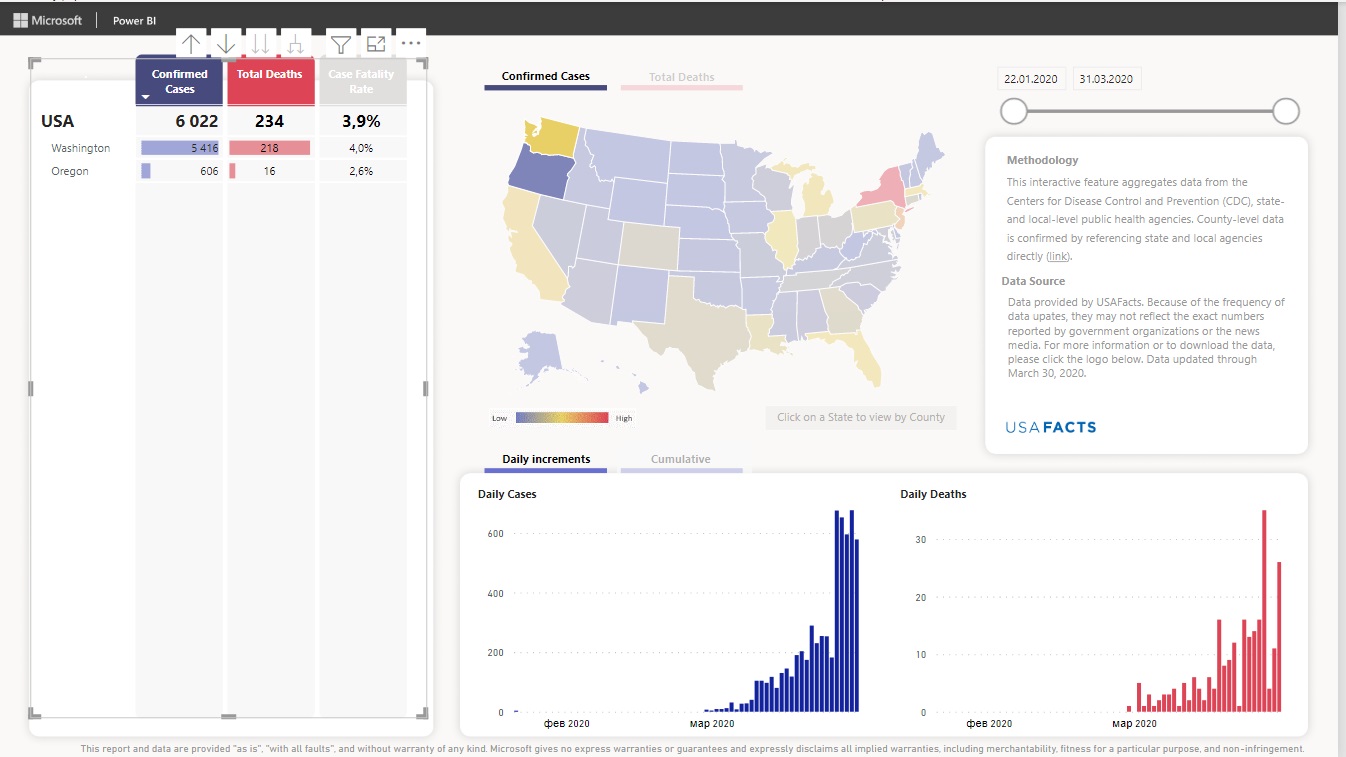 Microsoft Power BI
Confirmed Cases
Total Deaths
Case Fatality Rate
USA 6 022 234 3,9%
Washington 5 416 218 4,0%
Oregon 606 16 2,6%
Confirmed Cases Total Deaths
Low High
Click on a State to view by County
22.01.2020 31.03.2020
Methodology
This interactive feature aggregates data from the
Centers for Disease Control and Prevention (CDC), state-
and local-level public health agencies. County-level data
is confirmed by referencing state and local agencies
directly (link).
Data Source
Data provided by USAFacts. Because of the frequency of
data upates, they may not reflect the exact numbers
reported by government organizations or the news
media. For more information or to download the data,
please click the logo below. Data updated through
March 30, 2020.
USAFACTS
Daily increments Cumulative
Daily Cases
600
400
200
0
фев 2020 мар 2020
Daily Deaths
30
20
10
0
фев 2020 мар 2020
This report and data are provided "as is", "with all faults", and without warranty of any kind. Microsoft gives no express warranties or guarantees and expressly disclaims all implied warranties, including merchantability, fitness for a particular purpose, and non-infringement.